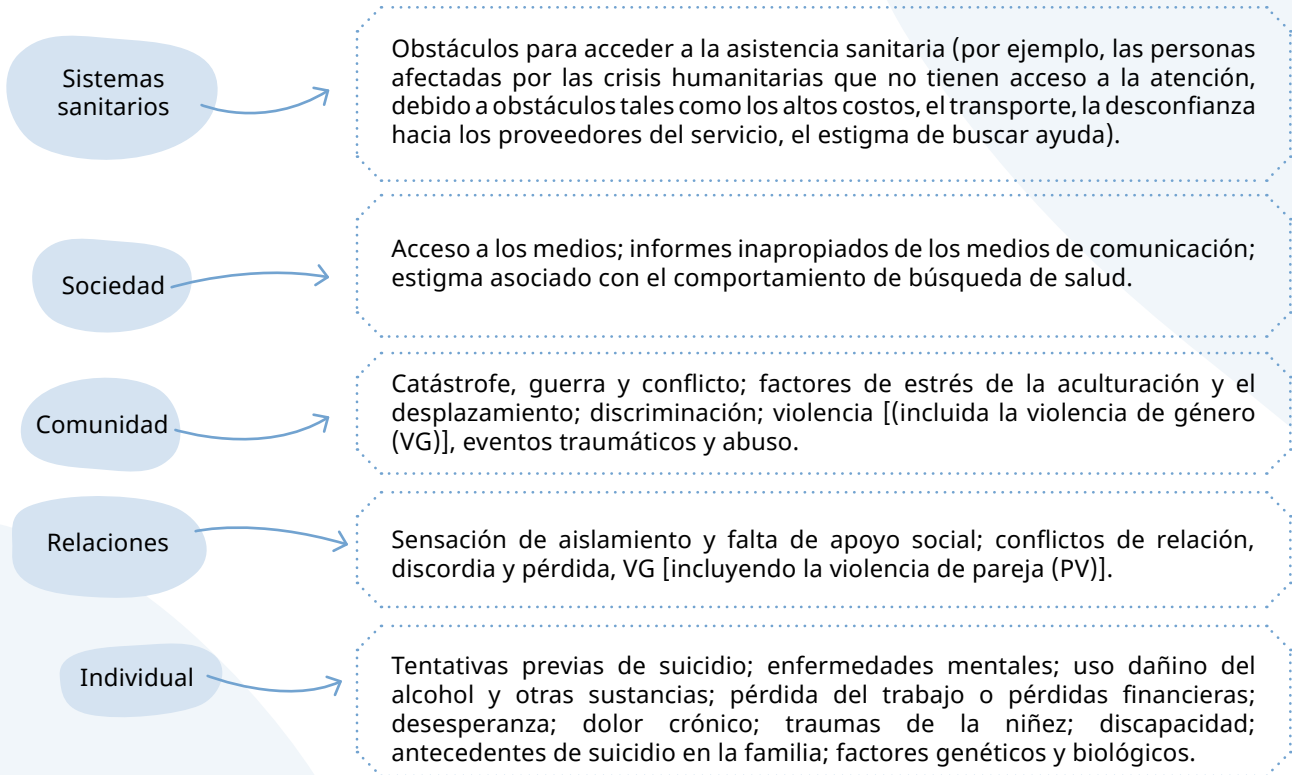 Sistemas
sanitarios
Obstáculos para acceder a la asistencia sanitaria (por ejemplo, las personas
afectadas por las crisis humanitarias que no tienen acceso a la atención,
debido a obstáculos tales como los altos costos, el transporte, la desconfianza
hacia los proveedores del servicio, el estigma de buscar ayuda).
Sociedad
Acceso a los medios; informes inapropiados de los medios de comunicación;
estigma asociado con el comportamiento de búsqueda de salud.
Comunidad
Catástrofe, guerra y conflicto; factores de estrés de la aculturación y el
desplazamiento; discriminación; violencia [(incluida la violencia de género
(VG)], eventos traumáticos y abuso.
Relaciones
Sensación de aislamiento y falta de apoyo social; conflictos de relación,
discordia y pérdida, VG [incluyendo la violencia de pareja (PV)].
Individual
Tentativas previas de suicidio; enfermedades mentales; uso dañino del
alcohol y otras sustancias; pérdida del trabajo o pérdidas financieras;
desesperanza; dolor crónico; traumas de la niñez; discapacidad;
antecedentes de suicidio en la familia; factores genéticos y biológicos.